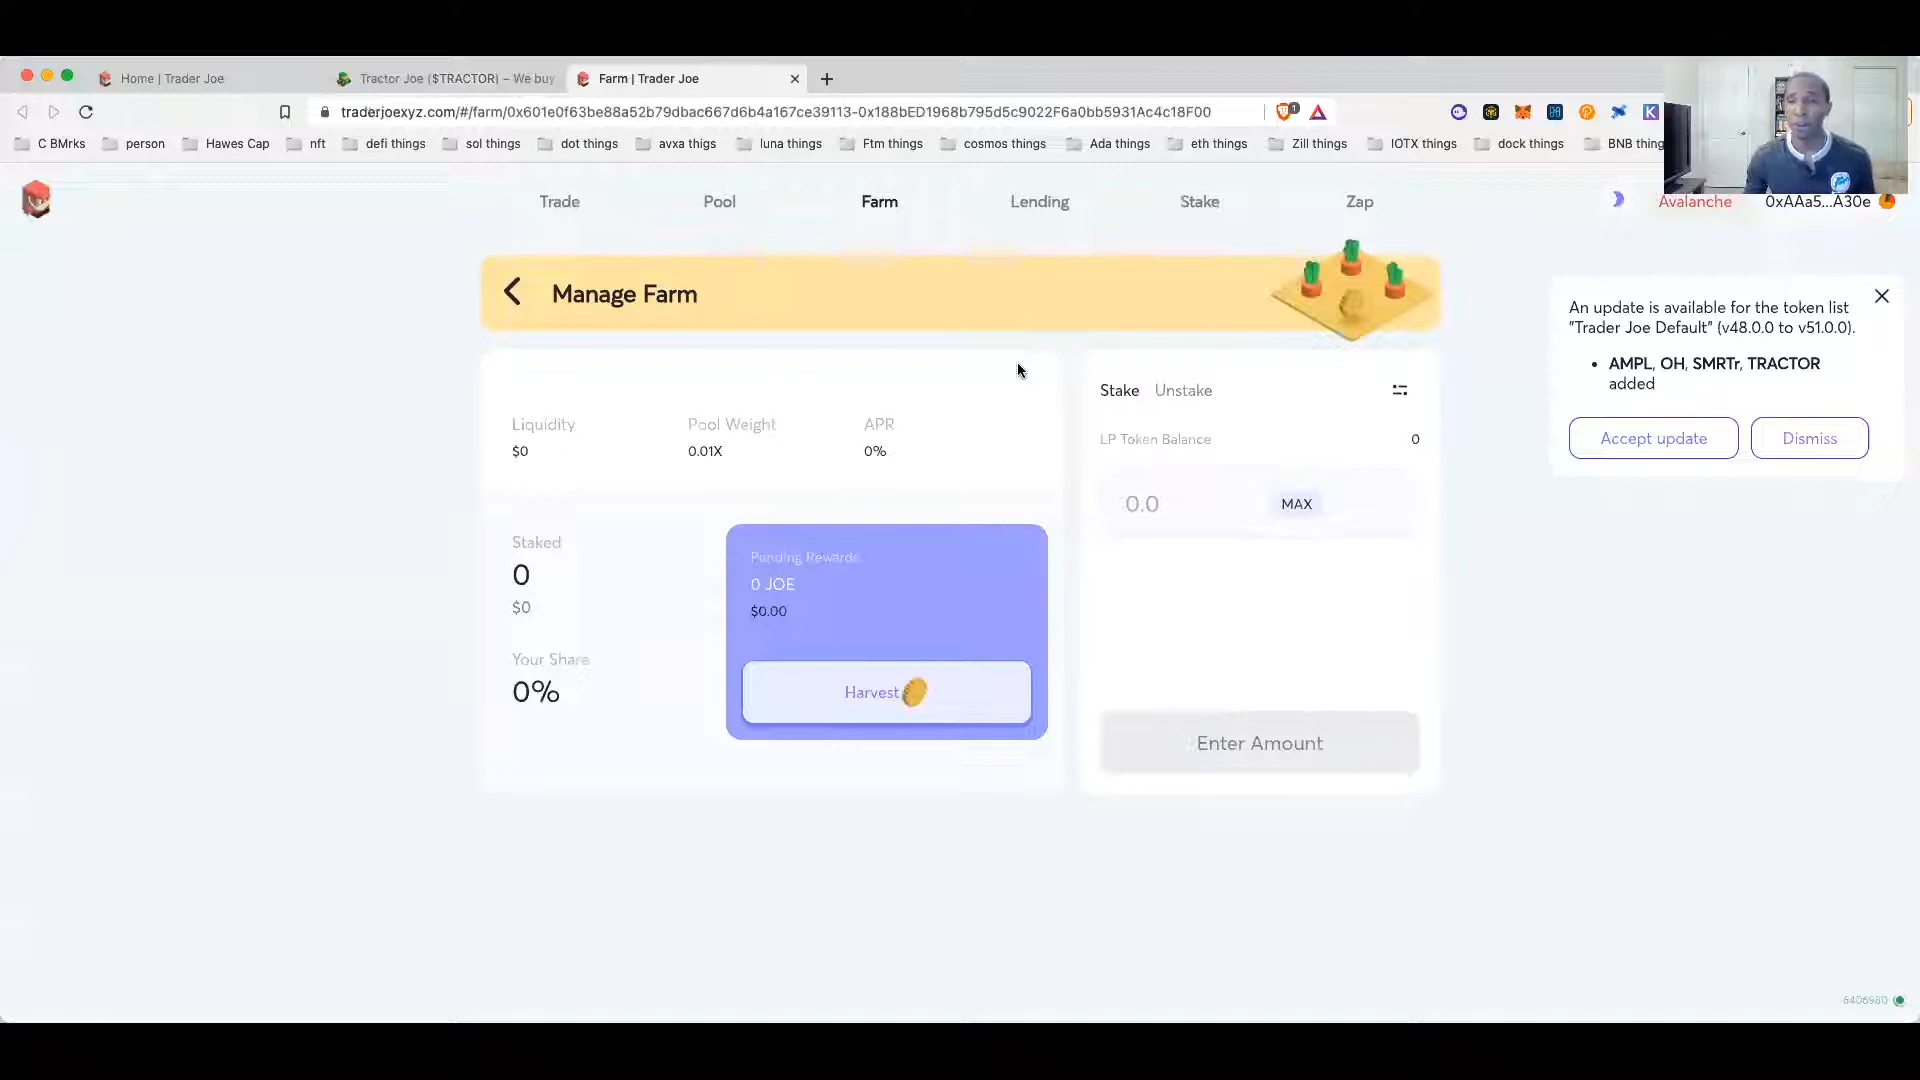 Home | Trader Joe
Tractor Joe ($TRACTOR) – We buy
Farm | Trader Joe
traderjoexyz.com/#/farm/0x601e0f63be88a52b79dbac667d6b4a167ce39113-0x188bED1968b795d5c9022F6a0bb5931Ac4c18F00
1
C BMrks
person
Hawes Cap
nft
defi things
sol things
dot things
avxa thigs
luna things
Ftm things
cosmos things
Ada things
eth things
Zill things
IOTX things
dock things
BNB thing
Trade
Pool
Farm
Lending
Stake
Zap
Avalanche
0xAAa5...A30e
Manage Farm
An update is available for the token list
"Trader Joe Default" (v48.0.0 to v51.0.0).
• AMPL, OH, SMRTr, TRACTOR
added
Accept update
Dismiss
Liquidity
Pool Weight
APR
$0
0.01X
0%
Stake
Unstake
LP Token Balance
0
0.0
MAX
Staked
0
$0
Your Share
0%
Pending Rewards
0 JOE
$0.00
Harvest
Enter Amount
6406980